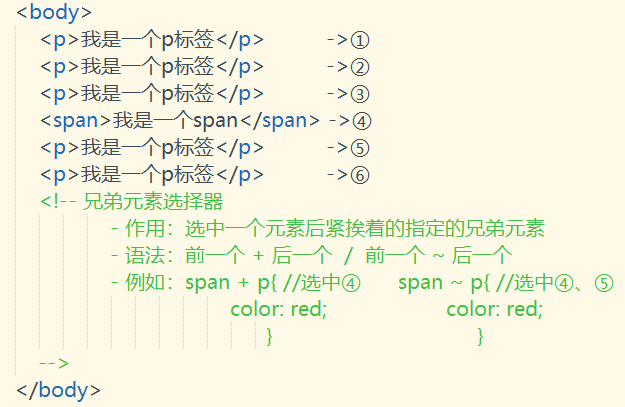 <body>
<p>我是一个p标签</p> ->①
<p>我是一个p标签</p> ->②
<p>我是一个p标签</p> ->③
<span>我是一个span</span> ->④
<p>我是一个p标签</p> ->⑤
<p>我是一个p标签</p> ->⑥
<!-- 兄弟元素选择器
- 作用：选中一个元素后紧挨着的指定的兄弟元素
- 语法：前一个 + 后一个 / 前一个 ~ 后一个
- 例如：span + p{ //选中④ span ~ p{ //选中④、⑤
color: red; color: red;
} }
-->
</body>